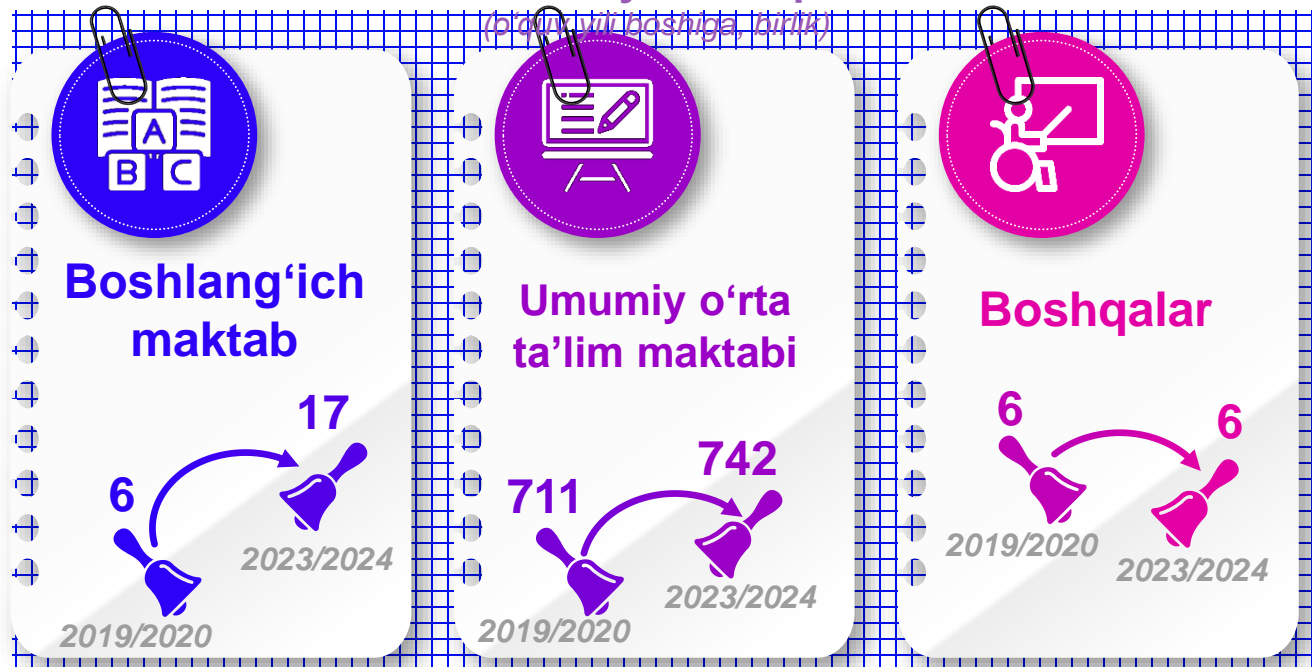 (o‘quv yili boshiga, birlik)
A
B C
Boshlang‘ich
maktab
17
6
2023/2024
2019/2020
Umumiy o‘rta
ta’lim maktabi
742
711
2023/2024
2019/2020
Boshqalar
6
6
2019/2020
2023/2024